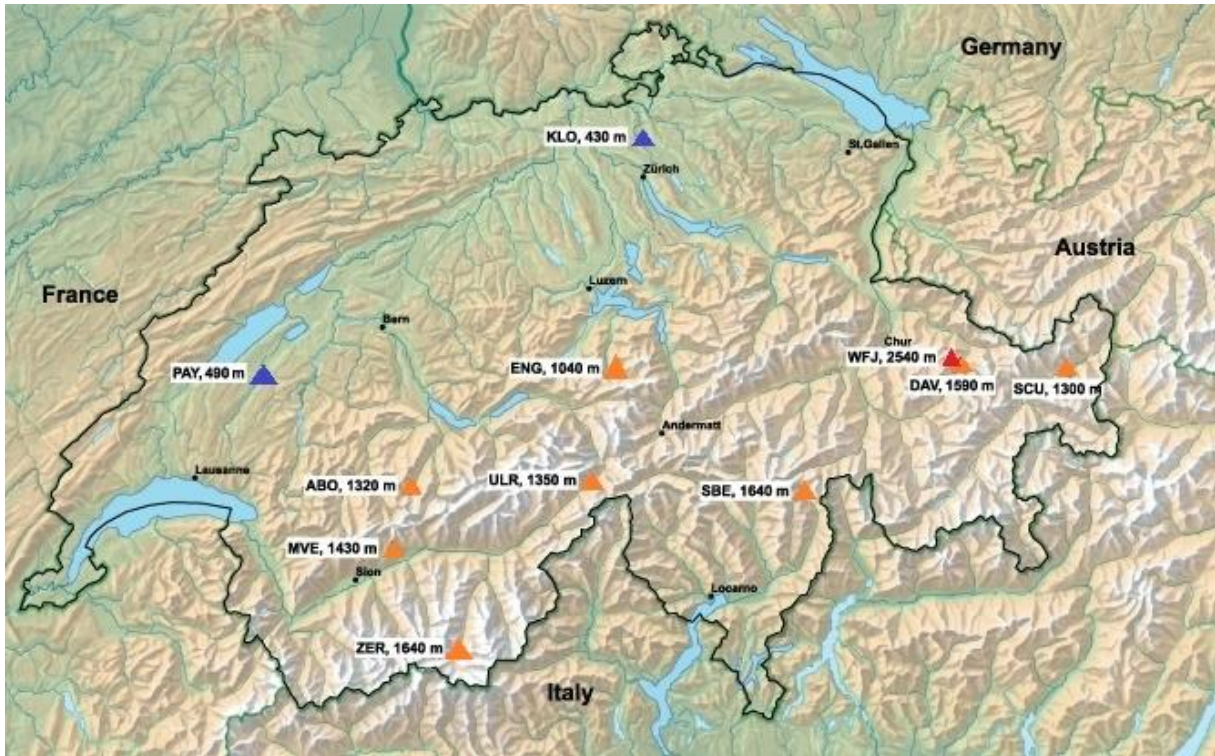 Germany
KLO, 430 m
St.Gallen
Zürich
Austria
France
Luzern
Bern
Chur
WFJ, 2540 m
PAY, 490 m
ENG, 1040 m
DAV, 1590 m
SCU, 1300 m
Andermatt
Lausanne
ABO, 1320 m
ULR, 1350 m
SBE, 1640 m
MVE, 1430 m
Sion
Locarno
ZER, 1640 m
Italy